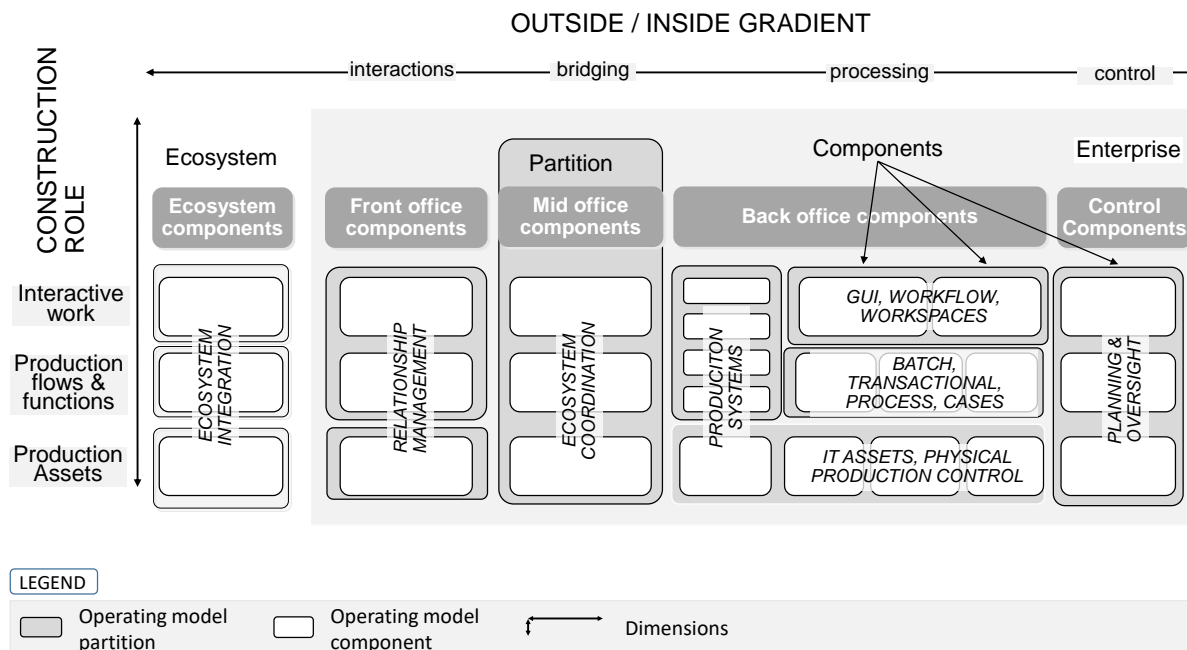 OUTSIDE / INSIDE GRADIENT
interactions
bridging
processing
control
CONSTRUCTION
ROLE
Ecosystem
Partition
Components
Enterprise
Ecosystem
components
Front office
components
Mid office
components
Back office components
Control
Components
Interactive
work
Production
flows &
functions
Production
Assets
ECOSYSTEM
INTEGRATION
RELATIONSHIP
MANAGEMENT
ECOSYSTEM
COORDINATION
PRODUCITON
SYSTEMS
GUI, WORKFLOW,
WORKSPACES
BATCH,
TRANSACTIONAL,
PROCESS, CASES
IT ASSETS, PHYSICAL
PRODUCTION CONTROL
PLANNING &
OVERSIGHT
LEGEND
Operating model
partition
Operating model
component
Dimensions